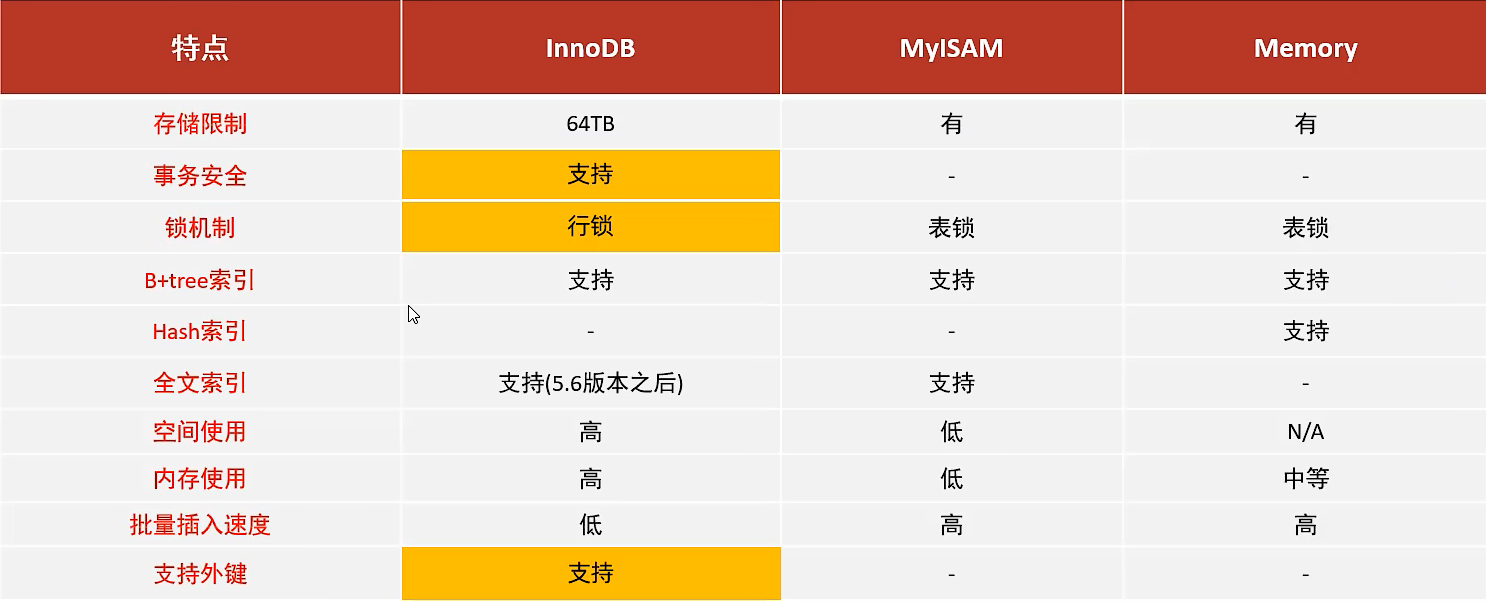 特点 InnoDB MyISAM Memory
存储限制 64TB 有 有
事务安全 支持 - -
锁机制 行锁 表锁 表锁
B+tree索引 支持 支持 支持
Hash索引 - - 支持
全文索引 支持(5.6版本之后) 支持 -
空间使用 高 低 N/A
内存使用 高 低 中等
批量插入速度 低 高 高
支持外键 支持 - -